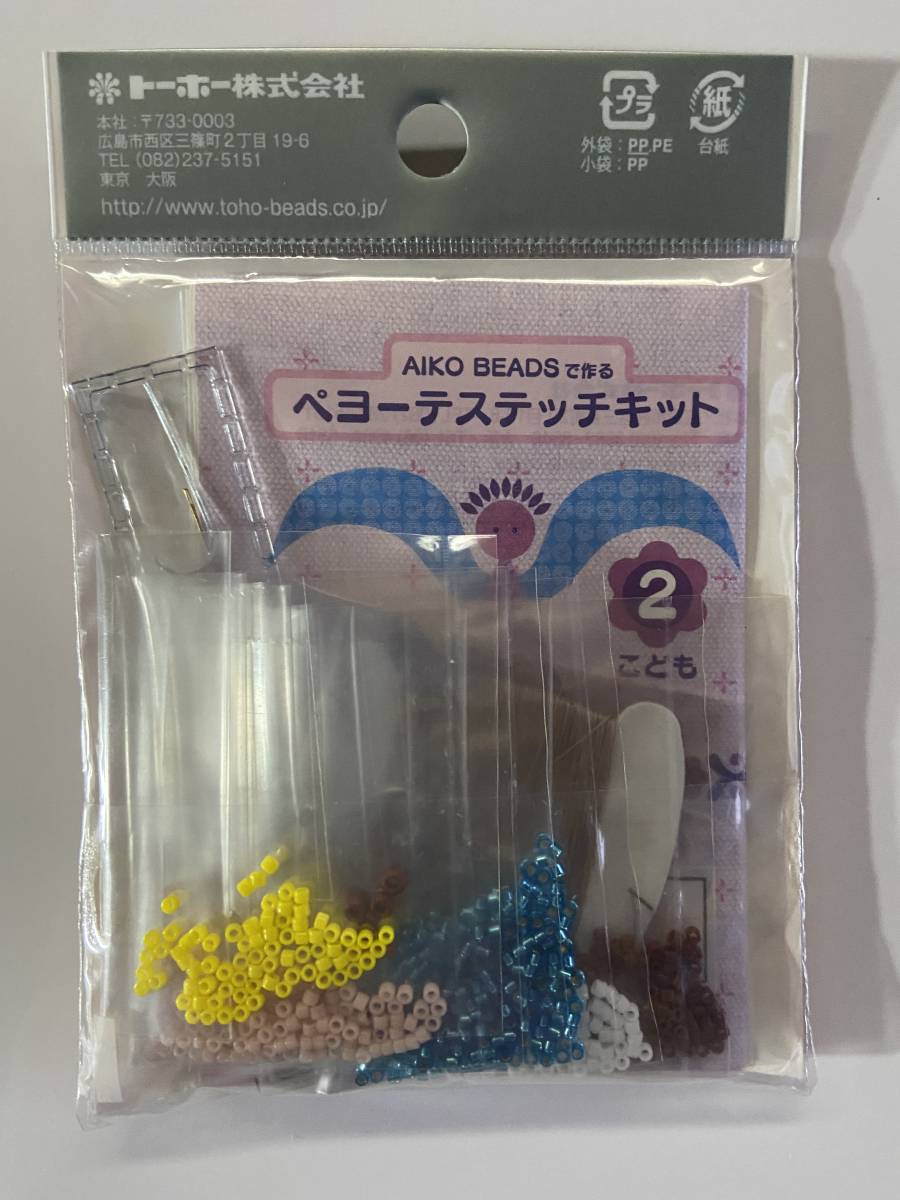 トーホー株式会社
本社：〒733-0003
広島市西区三篠町2丁目19-6
TEL (082)237-5151
東京　大阪
http://www.toho-beads.co.jp/
プラ
外袋：PP,PE
小袋：PP
紙
台紙
AIKO BEADSで作る
ペヨーテステッチキット
2
こども